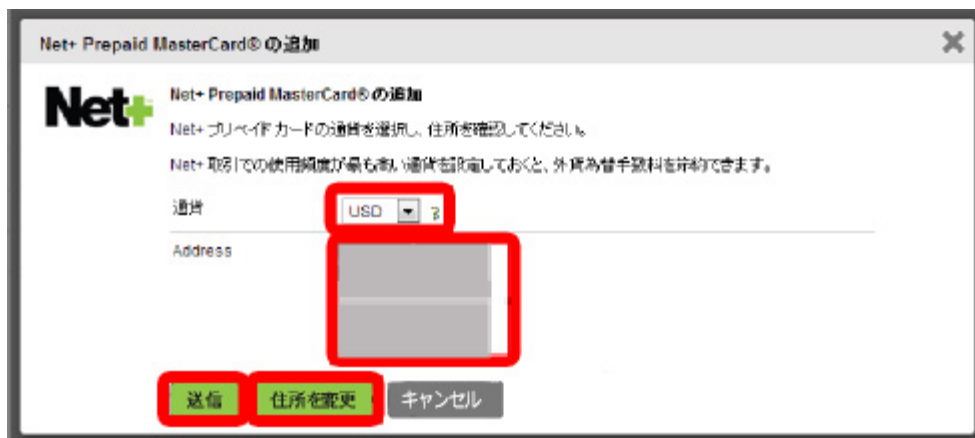 Net+ Prepaid MasterCard® の追加
Net+
Net+ Prepaid MasterCard® の追加
Net+ プリペイド カードの通貨を選択し、住所を確認してください。
Net+ 取引での使用頻度が最も高い通貨を設定しておくと、外貨為替手数料を節約できます。
通貨 USD ?
Address
送信 住所を変更 キャンセル